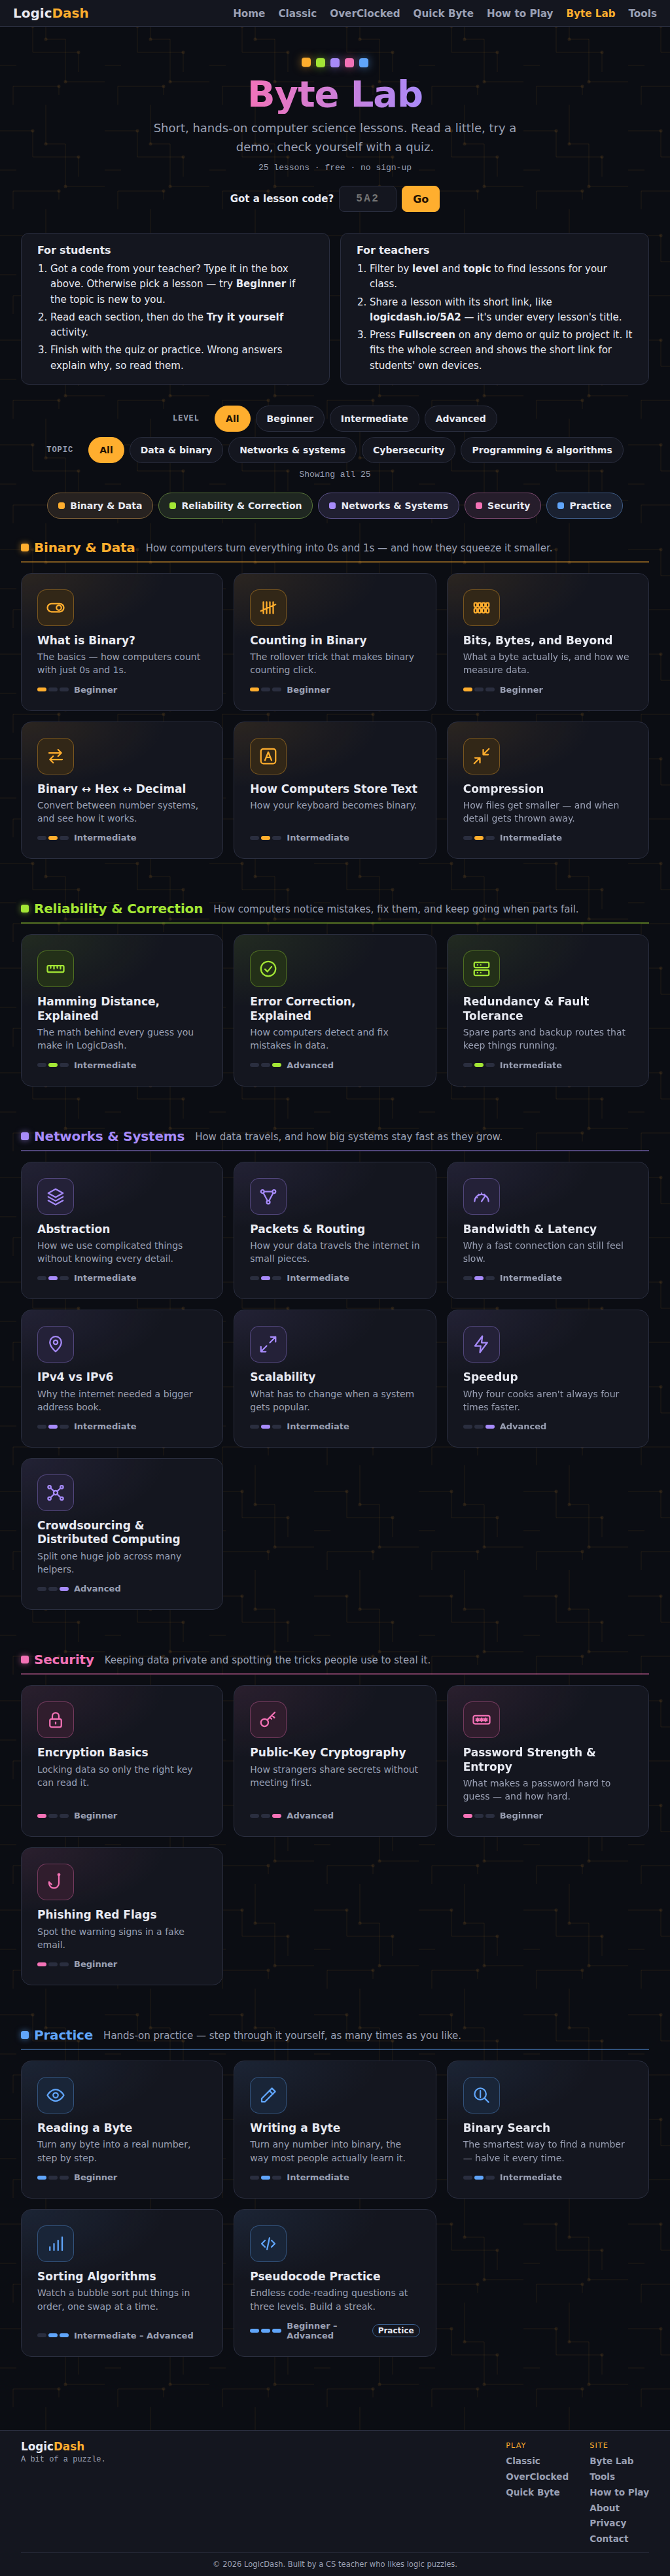 LogicDash
Home Classic OverClocked Quick Byte How to Play Byte Lab Tools
Byte Lab
Short, hands-on computer science lessons. Read a little, try a
demo, check yourself with a quiz.
25 lessons · free · no sign-up
Got a lesson code? 5A2 Go
For students
1. Got a code from your teacher? Type it in the box
above. Otherwise pick a lesson — try Beginner if
the topic is new to you.
2. Read each section, then do the Try it yourself
activity.
3. Finish with the quiz or practice. Wrong answers
explain why, so read them.
For teachers
1. Filter by level and topic to find lessons for your
class.
2. Share a lesson with its short link, like
logicdash.io/5A2 — it's under every lesson's title.
3. Press Fullscreen on any demo or quiz to project it. It
fits the whole screen and shows the short link for
students' own devices.
LEVEL All Beginner Intermediate Advanced
TOPIC All Data & binary Networks & systems Cybersecurity Programming & algorithms
Showing all 25
Binary & Data Reliability & Correction Networks & Systems Security Practice
Binary & Data How computers turn everything into 0s and 1s — and how they squeeze it smaller.
What is Binary?
The basics — how computers count
with just 0s and 1s.
Beginner
Counting in Binary
The rollover trick that makes binary
counting click.
Beginner
Bits, Bytes, and Beyond
What a byte actually is, and how we
measure data.
Beginner
Binary ↔ Hex ↔ Decimal
Convert between number systems,
and see how it works.
Intermediate
A
How Computers Store Text
How your keyboard becomes binary.
Intermediate
Compression
How files get smaller — and when
detail gets thrown away.
Intermediate
Reliability & Correction How computers notice mistakes, fix them, and keep going when parts fail.
Hamming Distance,
Explained
The math behind every guess you
make in LogicDash.
Intermediate
Error Correction,
Explained
How computers detect and fix
mistakes in data.
Advanced
Redundancy & Fault
Tolerance
Spare parts and backup routes that
keep things running.
Intermediate
Networks & Systems How data travels, and how big systems stay fast as they grow.
Abstraction
How we use complicated things
without knowing every detail.
Intermediate
Packets & Routing
How your data travels the internet in
small pieces.
Intermediate
Bandwidth & Latency
Why a fast connection can still feel
slow.
Intermediate
IPv4 vs IPv6
Why the internet needed a bigger
address book.
Intermediate
Scalability
What has to change when a system
gets popular.
Intermediate
Speedup
Why four cooks aren't always four
times faster.
Advanced
Crowdsourcing &
Distributed Computing
Split one huge job across many
helpers.
Advanced
Security Keeping data private and spotting the tricks people use to steal it.
Encryption Basics
Locking data so only the right key
can read it.
Beginner
Public-Key Cryptography
How strangers share secrets without
meeting first.
Advanced
Password Strength &
Entropy
What makes a password hard to
guess — and how hard.
Beginner
Phishing Red Flags
Spot the warning signs in a fake
email.
Beginner
Practice Hands-on practice — step through it yourself, as many times as you like.
Reading a Byte
Turn any byte into a real number,
step by step.
Beginner
Writing a Byte
Turn any number into binary, the
way most people actually learn it.
Intermediate
Binary Search
The smartest way to find a number
— halve it every time.
Intermediate
Sorting Algorithms
Watch a bubble sort put things in
order, one swap at a time.
Intermediate – Advanced
Pseudocode Practice
Endless code-reading questions at
three levels. Build a streak.
Beginner –
Advanced
Practice
LogicDash
A bit of a puzzle.
PLAY
Classic
OverClocked
Quick Byte
SITE
Byte Lab
Tools
How to Play
About
Privacy
Contact
© 2026 LogicDash. Built by a CS teacher who likes logic puzzles.